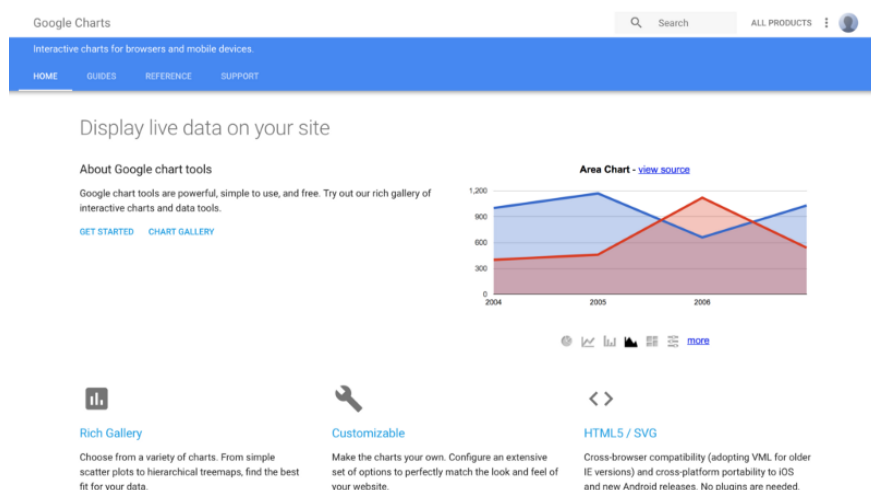 Google Charts
Search
ALL PRODUCTS
Interactive charts for browsers and mobile devices.
HOME
GUIDES
REFERENCE
SUPPORT
Display live data on your site
About Google chart tools
Google chart tools are powerful, simple to use, and free. Try out our rich gallery of
interactive charts and data tools.
GET STARTED
CHART GALLERY
Area Chart - view source
1,200
900
600
300
0
2004
2005
2006
more
Rich Gallery
Choose from a variety of charts. From simple
scatter plots to hierarchical treemaps, find the best
fit for your data.
Customizable
Make the charts your own. Configure an extensive
set of options to perfectly match the look and feel of
your website.
HTML5 / SVG
Cross-browser compatibility (adopting VML for older
IE versions) and cross-platform portability to iOS
and new Android releases. No plugins are needed.